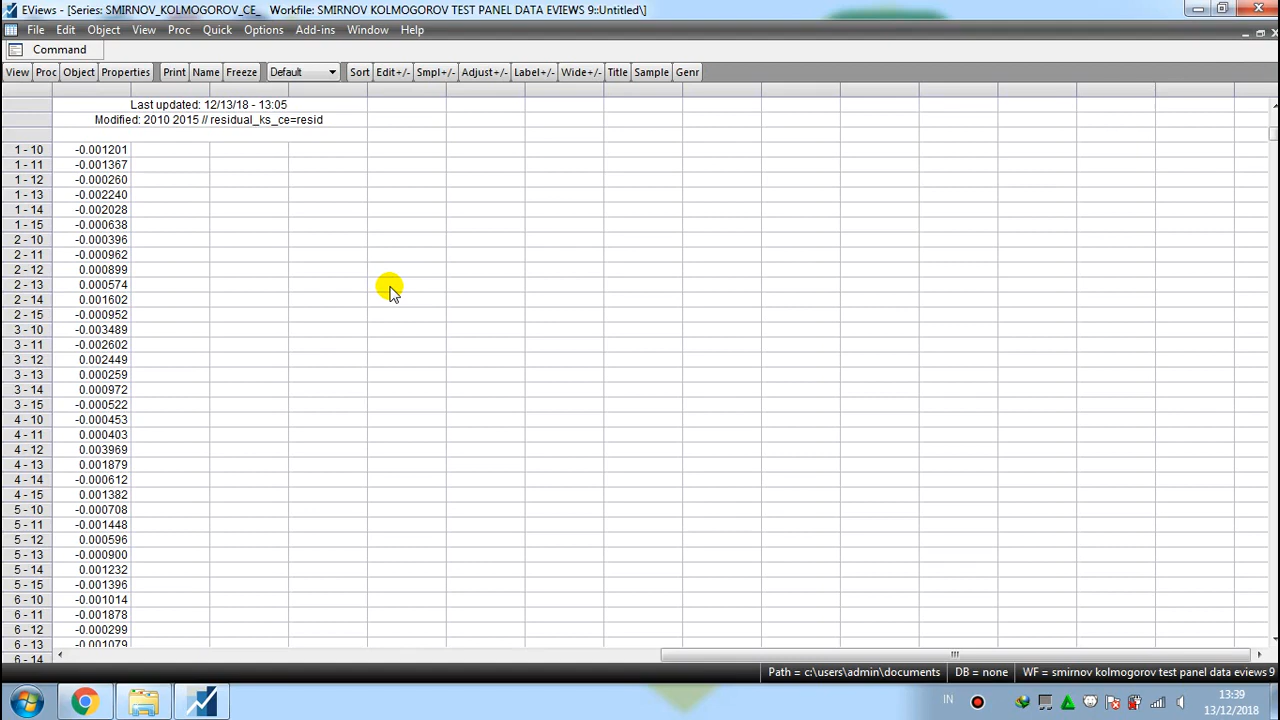 EViews - [Series: SMIRNOV_KOLMOGOROV_CE_ Workfile: SMIRNOV KOLMOGOROV TEST PANEL DATA EVIEWS 9::Untitled\]
File Edit Object View Proc Quick Options Add-ins Window Help
Command
View Proc Object Properties Print Name Freeze Default Sort Edit+/- Smpl+/- Adjust+/- Label+/- Wide+/- Title Sample Genr
Last updated: 12/13/18 - 13:05
Modified: 2010 2015 // residual_ks_ce=resid
1 - 10 -0.001201
1 - 11 -0.001367
1 - 12 -0.000260
1 - 13 -0.002240
1 - 14 -0.002028
1 - 15 -0.000638
2 - 10 -0.000396
2 - 11 -0.000962
2 - 12 0.000899
2 - 13 0.000574
2 - 14 0.001602
2 - 15 -0.000952
3 - 10 -0.003489
3 - 11 -0.002602
3 - 12 0.002449
3 - 13 0.000259
3 - 14 0.000972
3 - 15 -0.000522
4 - 10 -0.000453
4 - 11 0.000403
4 - 12 0.003969
4 - 13 0.001879
4 - 14 -0.000612
4 - 15 0.001382
5 - 10 -0.000708
5 - 11 -0.001448
5 - 12 0.000596
5 - 13 -0.000900
5 - 14 0.001232
5 - 15 -0.001396
6 - 10 -0.001014
6 - 11 -0.001878
6 - 12 -0.000299
6 - 13 -0.001079
6 - 14
Path = c:\users\admin\documents DB = none WF = smirnov kolmogorov test panel data eviews 9
IN 13:39
13/12/2018